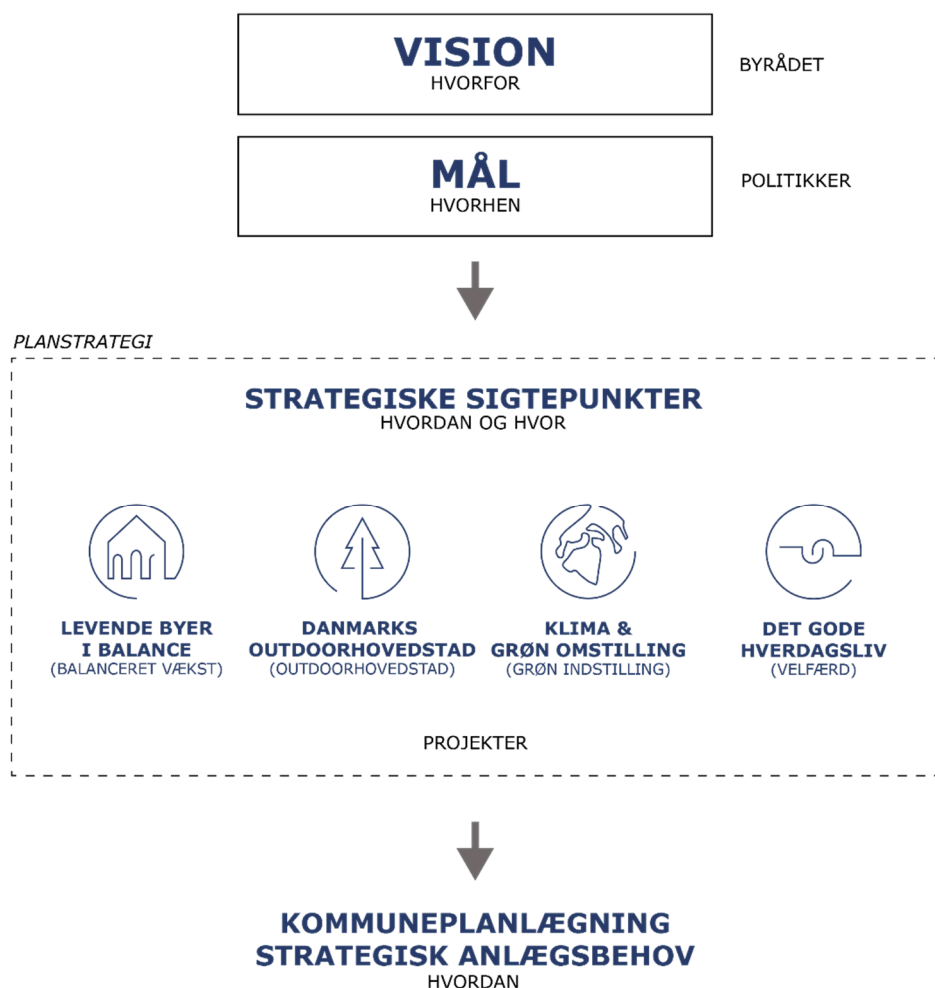 VISION
HVORFOR
BYRÅDET
MÅL
HVORHEN
POLITIKKER
PLANSTRATEGI
STRATEGISKE SIGTEPUNKTER
HVORDAN OG HVOR
LEVENDE BYER
I BALANCE
(BALANCERET VÆKST)
DANMARKS
OUTDOORHOVEDSTAD
(OUTDOORHOVEDSTAD)
KLIMA &
GRØN OMSTILLING
(GRØN INDSTILLING)
DET GODE
HVERDAGSLIV
(VELFÆRD)
PROJEKTER
KOMMUNEPLANLÆGNING
STRATEGISK ANLÆGSBEHOV
HVORDAN